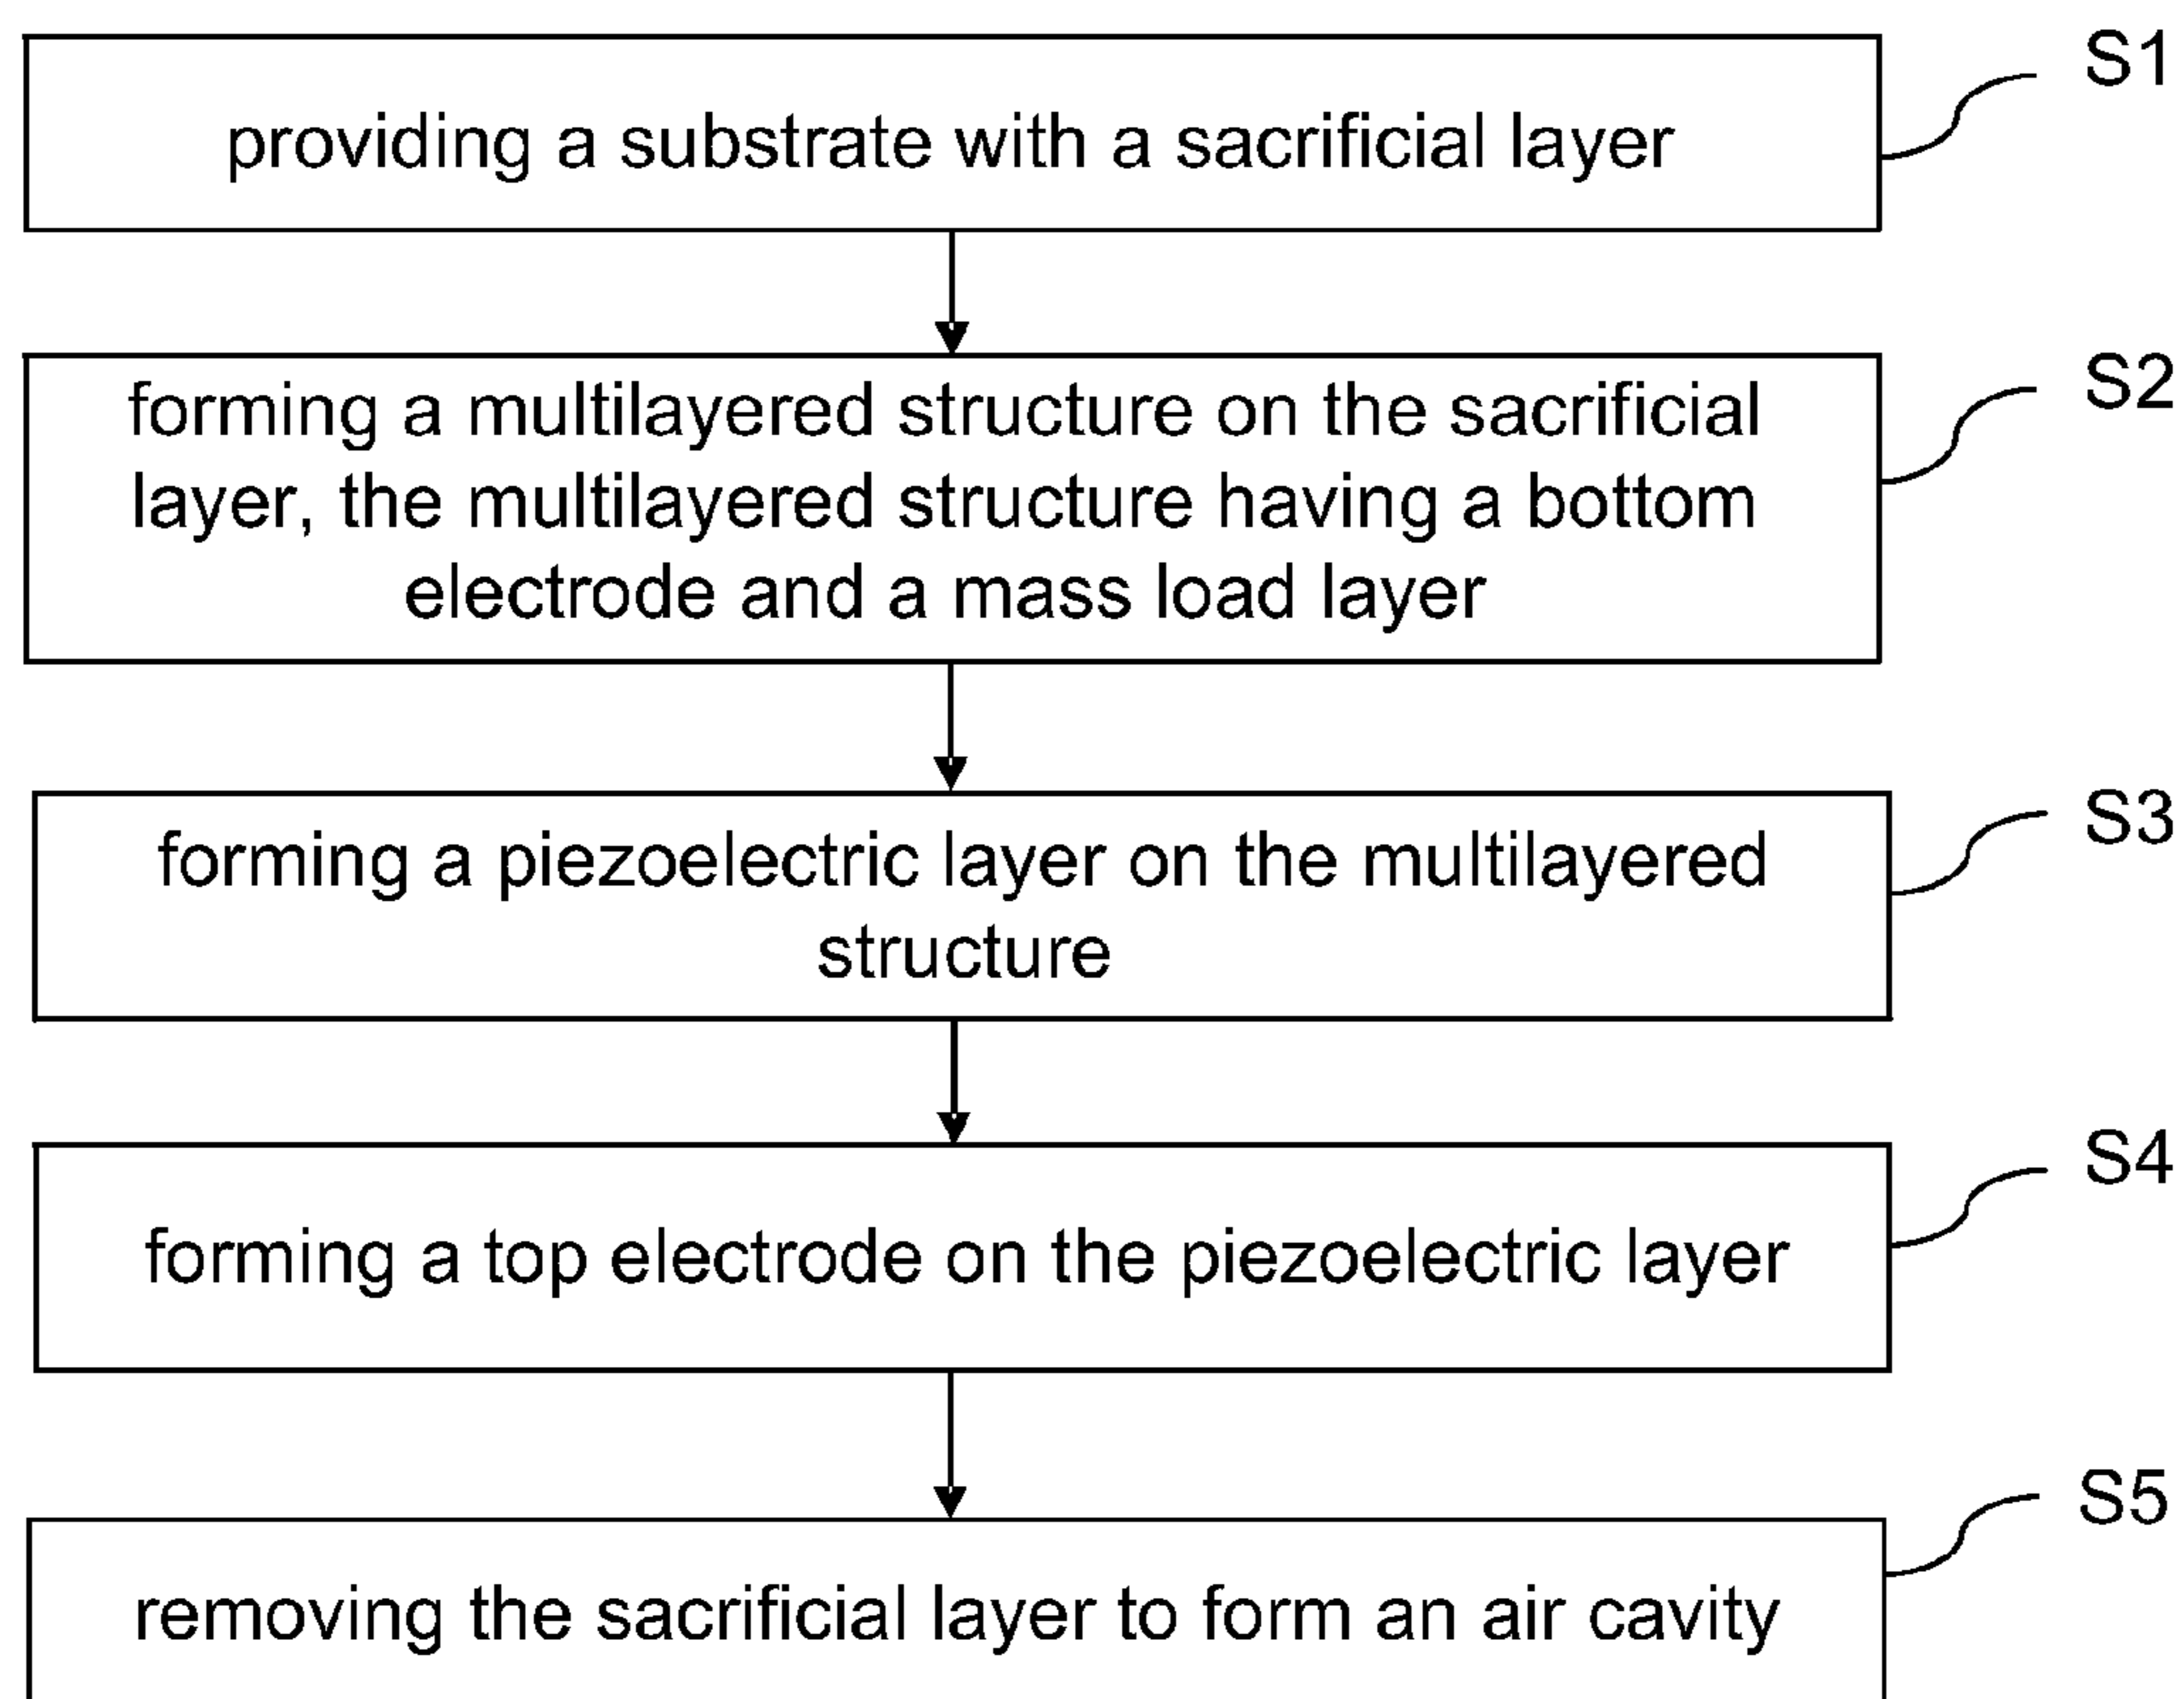 S1
providing a substrate with a sacrificial layer
S2
forming a multilayered structure on the sacrificial
layer, the multilayered structure having a bottom
electrode and a mass load layer
S3
forming a piezoelectric layer on the multilayered
structure
S4
forming a top electrode on the piezoelectric layer
S5
removing the sacrificial layer to form an air cavity